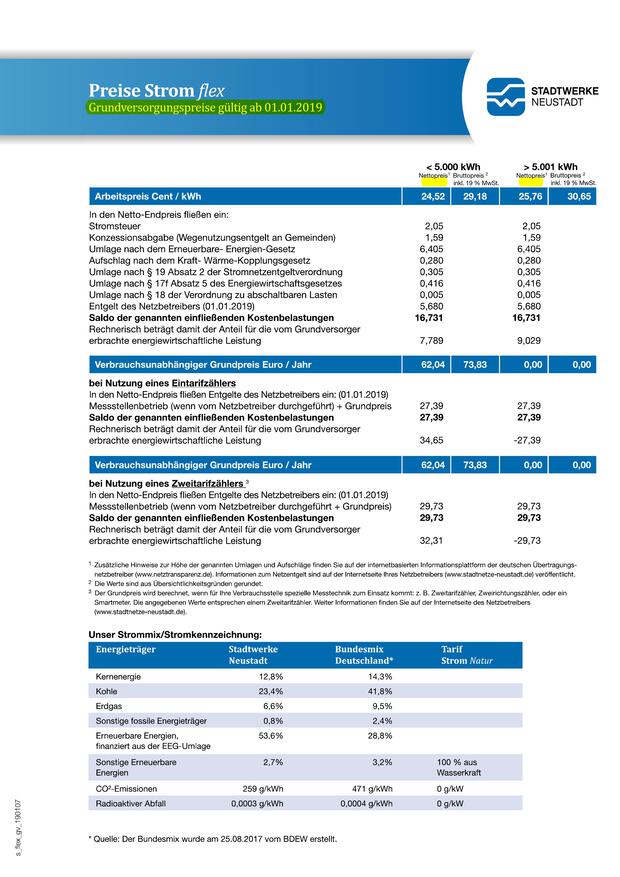 Preise Strom flex
Grundversorgungspreise gültig ab 01.01.2019
STADTWERKE
NEUSTADT
< 5.000 kWh > 5.001 kWh
Nettopreis¹ Bruttopreis ² Nettopreis¹ Bruttopreis ²
inkl. 19 % MwSt. inkl. 19 % MwSt.
Arbeitspreis Cent / kWh 24,52 29,18 25,76 30,65
In den Netto-Endpreis fließen ein:
Stromsteuer 2,05 2,05
Konzessionsabgabe (Wegenutzungsentgelt an Gemeinden) 1,59 1,59
Umlage nach dem Erneuerbare- Energien-Gesetz 6,405 6,405
Aufschlag nach dem Kraft- Wärme-Kopplungsgesetz 0,280 0,280
Umlage nach § 19 Absatz 2 der Stromnetzentgeltverordnung 0,305 0,305
Umlage nach § 17f Absatz 5 des Energiewirtschaftsgesetzes 0,416 0,416
Umlage nach § 18 der Verordnung zu abschaltbaren Lasten 0,005 0,005
Entgelt des Netzbetreibers (01.01.2019) 5,680 5,680
Saldo der genannten einfließenden Kostenbelastungen 16,731 16,731
Rechnerisch beträgt damit der Anteil für die vom Grundversorger
erbrachte energiewirtschaftliche Leistung 7,789 9,029
Verbrauchsunabhängiger Grundpreis Euro / Jahr 62,04 73,83 0,00 0,00
bei Nutzung eines Eintarifzählers
In den Netto-Endpreis fließen Entgelte des Netzbetreibers ein: (01.01.2019)
Messstellenbetrieb (wenn vom Netzbetreiber durchgeführt) + Grundpreis 27,39 27,39
Saldo der genannten einfließenden Kostenbelastungen 27,39 27,39
Rechnerisch beträgt damit der Anteil für die vom Grundversorger
erbrachte energiewirtschaftliche Leistung 34,65 -27,39
Verbrauchsunabhängiger Grundpreis Euro / Jahr 62,04 73,83 0,00 0,00
bei Nutzung eines Zweitarifzählers ³
In den Netto-Endpreis fließen Entgelte des Netzbetreibers ein: (01.01.2019)
Messstellenbetrieb (wenn vom Netzbetreiber durchgeführt) + Grundpreis) 29,73 29,73
Saldo der genannten einfließenden Kostenbelastungen 29,73 29,73
Rechnerisch beträgt damit der Anteil für die vom Grundversorger
erbrachte energiewirtschaftliche Leistung 32,31 -29,73
¹ Zusätzliche Hinweise zur Höhe der genannten Umlagen und Aufschläge finden Sie auf der internetbasierten Informationsplattform der deutschen Übertragungs-
netzbetreiber (www.netztransparenz.de). Informationen zum Netzentgelt sind auf der Internetseite Ihres Netzbetreibers (www.stadtnetze-neustadt.de) veröffentlicht.
² Die Werte sind aus Übersichtlichkeitsgründen gerundet.
³ Der Grundpreis wird berechnet, wenn für Ihre Verbrauchsstelle spezielle Messtechnik zum Einsatz kommt: z. B. Zweitarifzähler, Zweirichtungszähler, oder ein
Smartmeter. Die angegebenen Werte entsprechen einem Zweitarifzähler. Weiter Informationen finden Sie auf der Internetseite des Netzbetreibers
(www.stadtnetze-neustadt.de).
Unser Strommix/Stromkennzeichnung:
Energieträger Stadtwerke Bundesmix Tarif
Neustadt Deutschland* Strom Natur
Kernenergie 12,8% 14,3%
Kohle 23,4% 41,8%
Erdgas 6,6% 9,5%
Sonstige fossile Energieträger 0,8% 2,4%
Erneuerbare Energien, 53,6% 28,8%
finanziert aus der EEG-Umlage
Sonstige Erneuerbare 2,7% 3,2% 100 % aus
Energien Wasserkraft
CO²-Emissionen 259 g/kWh 471 g/kWh 0 g/kW
Radioaktiver Abfall 0,0003 g/kWh 0,0004 g/kWh 0 g/kW
* Quelle: Der Bundesmix wurde am 25.08.2017 vom BDEW erstellt.
s_flex_gv_190107